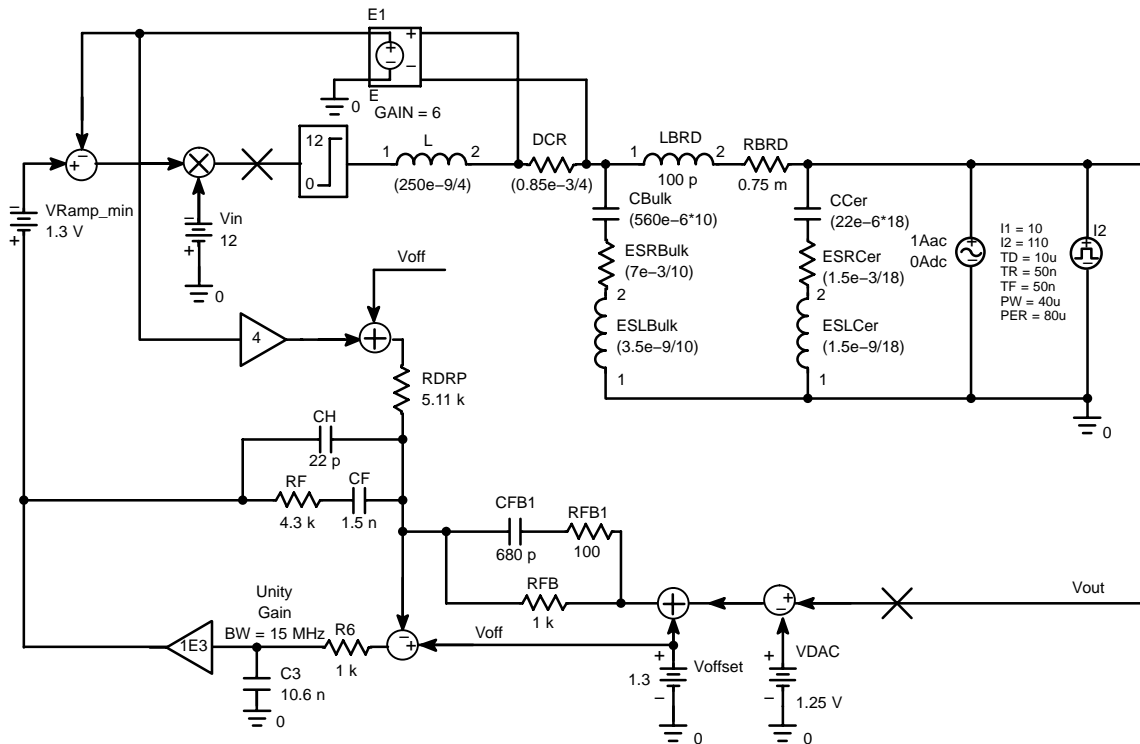 E1
+
−
+
−
E
0
GAIN = 6
12
0
L
1
2
(250e−9/4)
DCR
(0.85e−3/4)
LBRD
1
2
100 p
RBRD
0.75 m
−
+
−
VRamp_min
+
1.3 V
−
Vin
+
12
0
CBulk
(560e−6*10)
ESRBulk
(7e−3/10)
2
ESLBulk
(3.5e−9/10)
1
CCer
(22e−6*18)
ESRCer
(1.5e−3/18)
2
ESLCer
(1.5e−9/18)
1
1Aac
0Adc
+
−
I1 = 10
I2 = 110
TD = 10u
TR = 50n
TF = 50n
PW = 40u
PER = 80u
I2
+
−
0
Voff
4
RDRP
5.11 k
CH
22 p
RF
4.3 k
CF
1.5 n
CFB1
680 p
RFB1
100
RFB
1 k
Vout
Unity
Gain
BW = 15 MHz
1E3
R6
1 k
−
+
Voff
+
−
C3
10.6 n
0
+
1.3
−
Voffset
0
VDAC
+
−
1.25 V
0